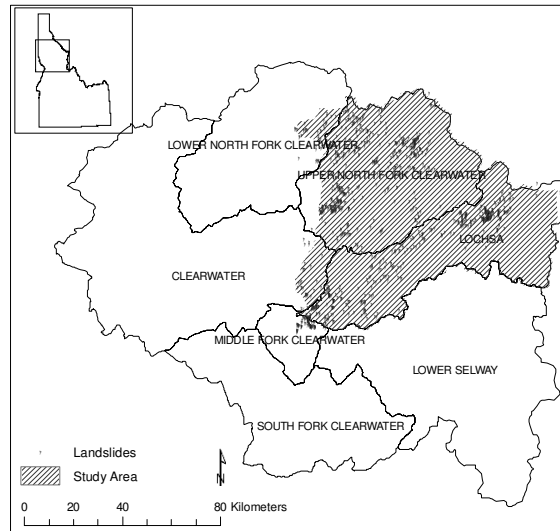 LOWER NORTH FORK CLEARWATER
UPPER NORTH FORK CLEARWATER
LOCHSA
CLEARWATER
MIDDLE FORK CLEARWATER
LOWER SELWAY
SOUTH FORK CLEARWATER
Landslides
Study Area
N
0 20 40 60 80 Kilometers